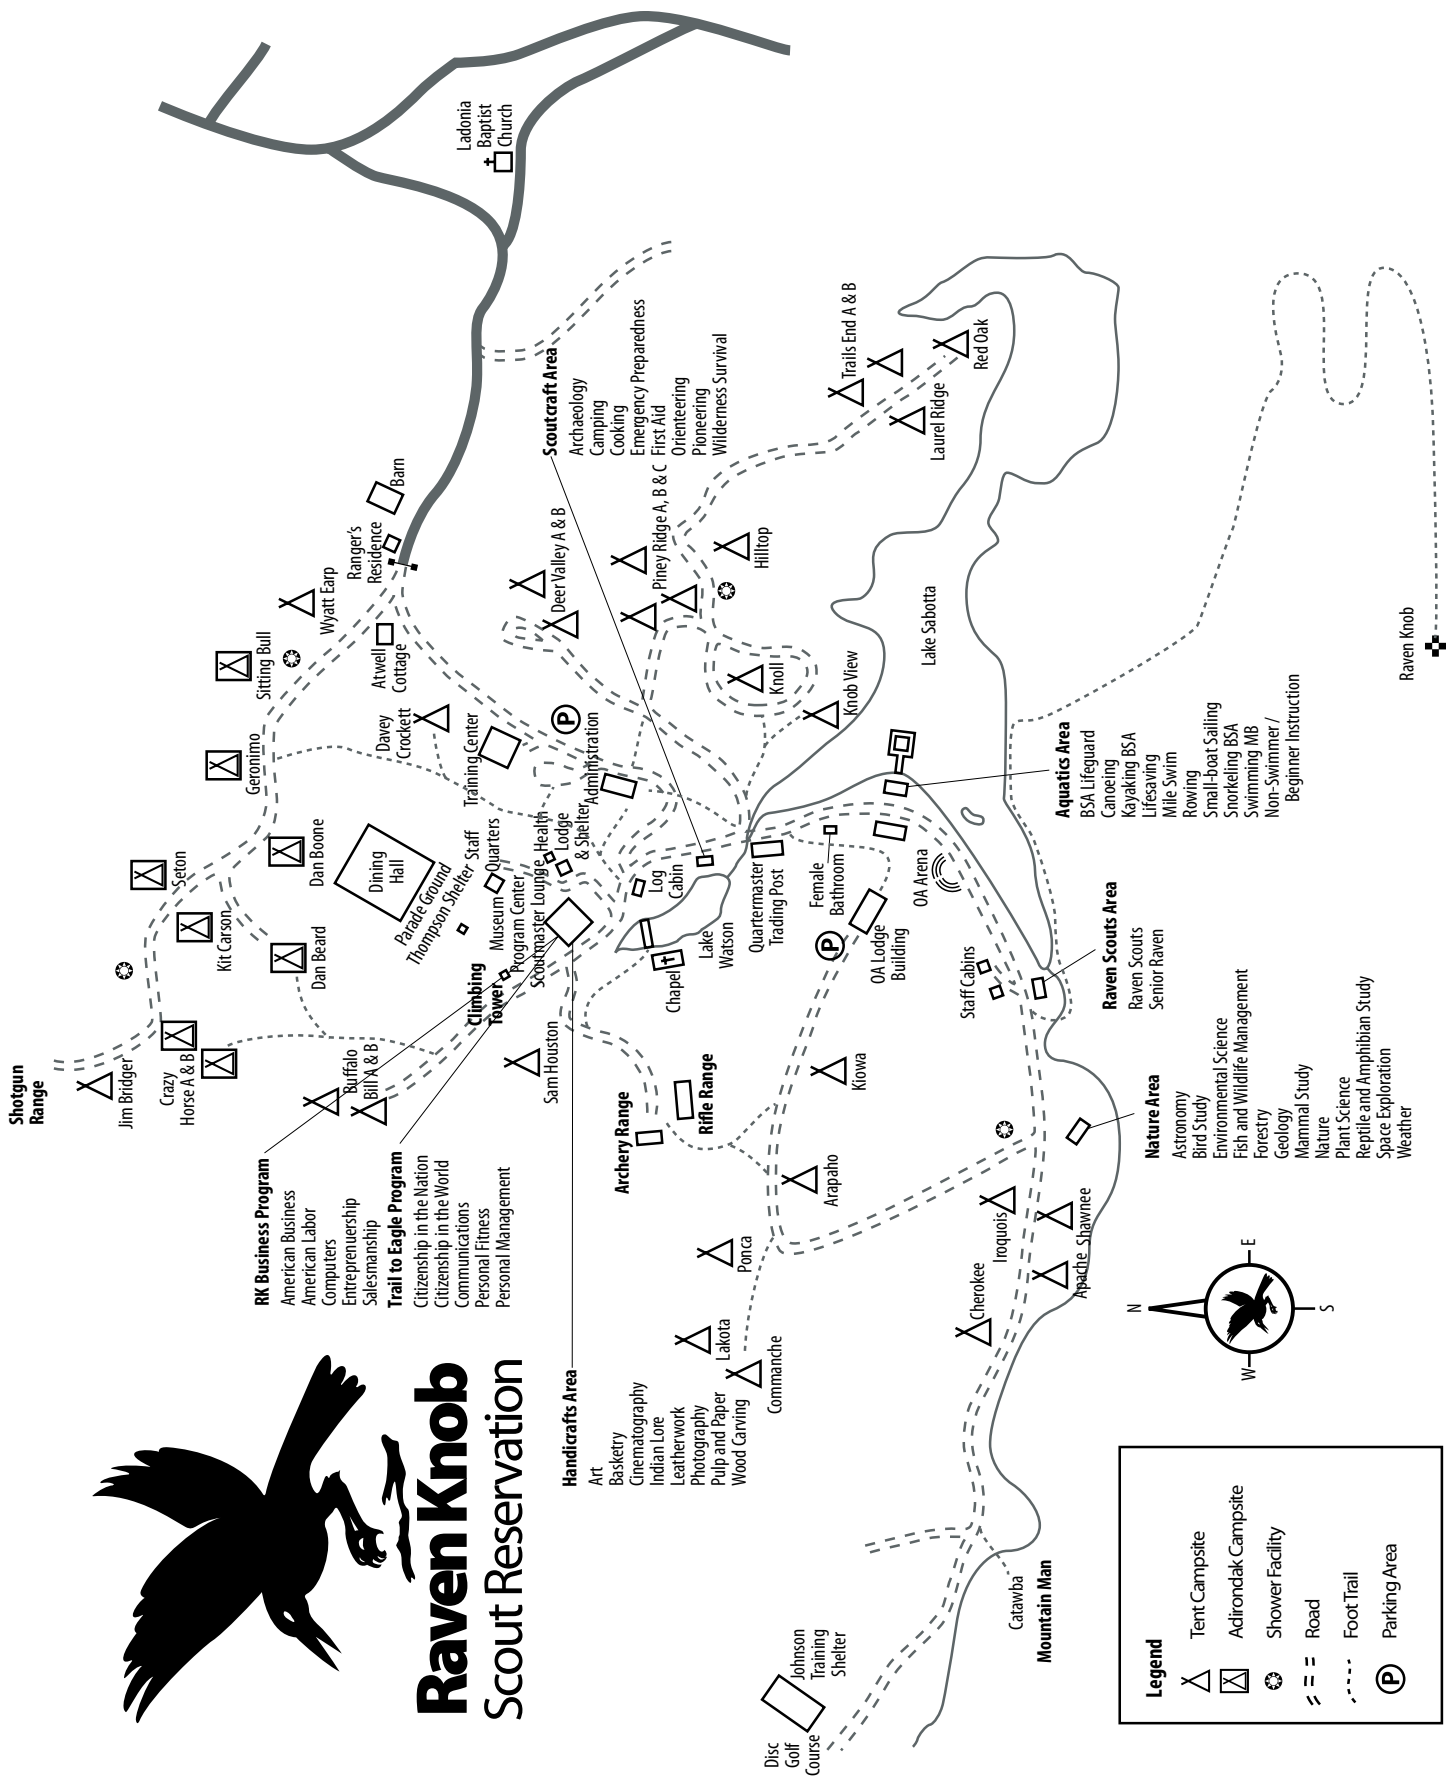 Raven Knob
Scout Reservation
Shotgun
Range
Jim Bridger
Crazy
Horse A & B
Seton
Kit Carson
Geronimo
Dan Boone
Dan Beard
Sitting Bull
Wyatt Earp
Ranger's
Residence
Barn
Atwell
Cottage
Davey
Crockett
Ladonia
Baptist
Church
Buffalo
Bill A & B
Dining
Hall
Parade Ground
Thompson Shelter
Staff
Quarters
Museum
Program Center
Scoutmaster Lounge
Health
Lodge
& Shelter
Training Center
P
Administration
Climbing
Tower
Sam Houston
RK Business Program
American Business
American Labor
Computers
Entreprenuership
Salesmanship
Trail to Eagle Program
Citizenship in the Nation
Citizenship in the World
Communications
Personal Fitness
Personal Management
Handicrafts Area
Art
Basketry
Cinematography
Indian Lore
Leatherwork
Photography
Pulp and Paper
Wood Carving
Scoutcraft Area
Archaeology
Camping
Cooking
Emergency Preparedness
First Aid
Orienteering
Pioneering
Wilderness Survival
Deer Valley A & B
Piney Ridge A, B & C
Hilltop
Knoll
Knob View
Trails End A & B
Laurel Ridge
Red Oak
Log
Cabin
Lake
Watson
Chapel
Quartermaster
Trading Post
Female
Bathroom
P
OA Lodge
Building
OA Arena
Lake Sabotta
Archery Range
Rifle Range
Kiowa
Arapaho
Ponca
Lakota
Commanche
Staff Cabins
Iroquois
Cherokee
Apache
Shawnee
Aquatics Area
BSA Lifeguard
Canoeing
Kayaking BSA
Lifesaving
Mile Swim
Rowing
Small-boat Sailing
Snorkeling BSA
Swimming MB
Non-Swimmer /
Beginner Instruction
Raven Scouts Area
Raven Scouts
Senior Raven
Nature Area
Astronomy
Bird Study
Environmental Science
Fish and Wildlife Management
Forestry
Geology
Mammal Study
Nature
Plant Science
Reptile and Amphibian Study
Space Exploration
Weather
Raven Knob
Catawba
Mountain Man
Johnson
Training
Shelter
Disc
Golf
Course
N
W
E
S
Legend
Tent Campsite
Adirondak Campsite
Shower Facility
Road
Foot Trail
P
Parking Area